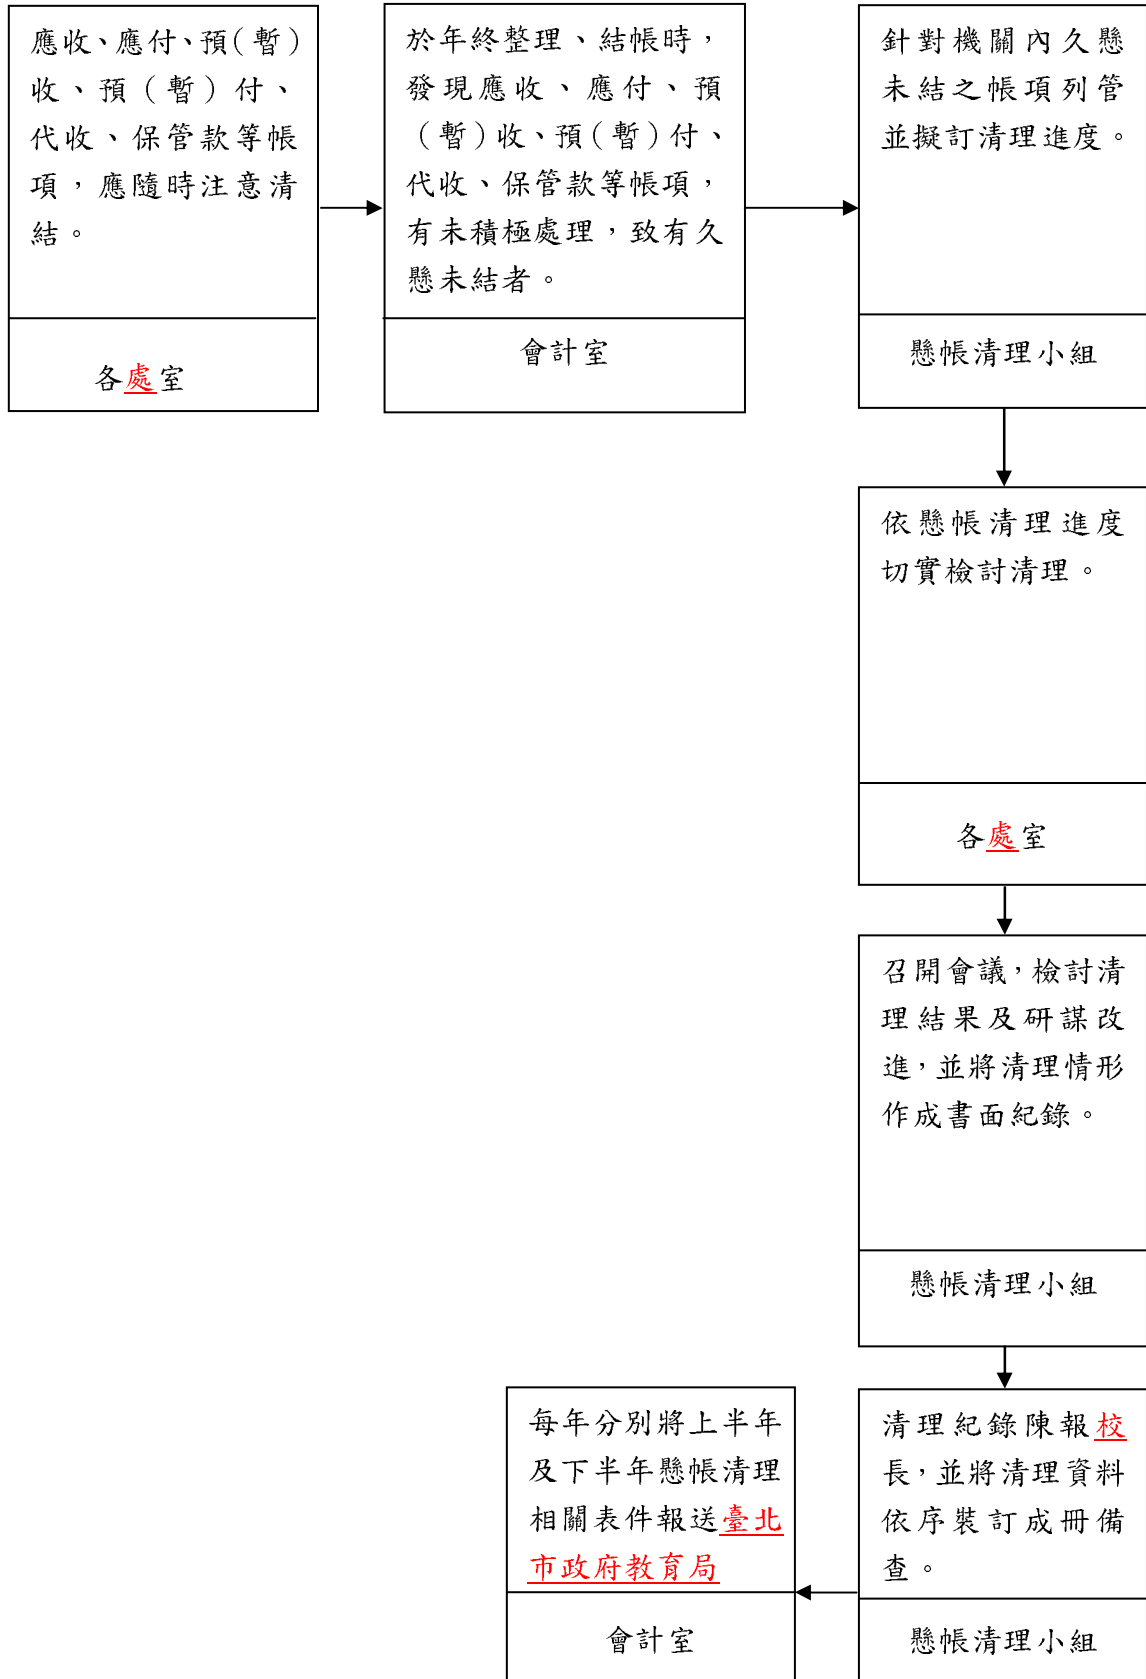 應收、應付、預(暫)
收、預(暫)付、
代收、保管款等帳
項，應隨時注意清
結。
各處室
於年終整理、結帳時，
發現應收、應付、預
(暫)收、預(暫)付、
代收、保管款等帳項，
有未積極處理，致有久
懸未結者。
會計室
針對機關內久懸
未結之帳項列管
並擬訂清理進度。
懸帳清理小組
依懸帳清理進度
切實檢討清理。
各處室
召開會議，檢討清
理結果及研謀改
進，並將清理情形
作成書面紀錄。
懸帳清理小組
清理紀錄陳報校
長，並將清理資料
依序裝訂成冊備
查。
懸帳清理小組
每年分別將上半年
及下半年懸帳清理
相關表件報送臺北
市政府教育局
會計室